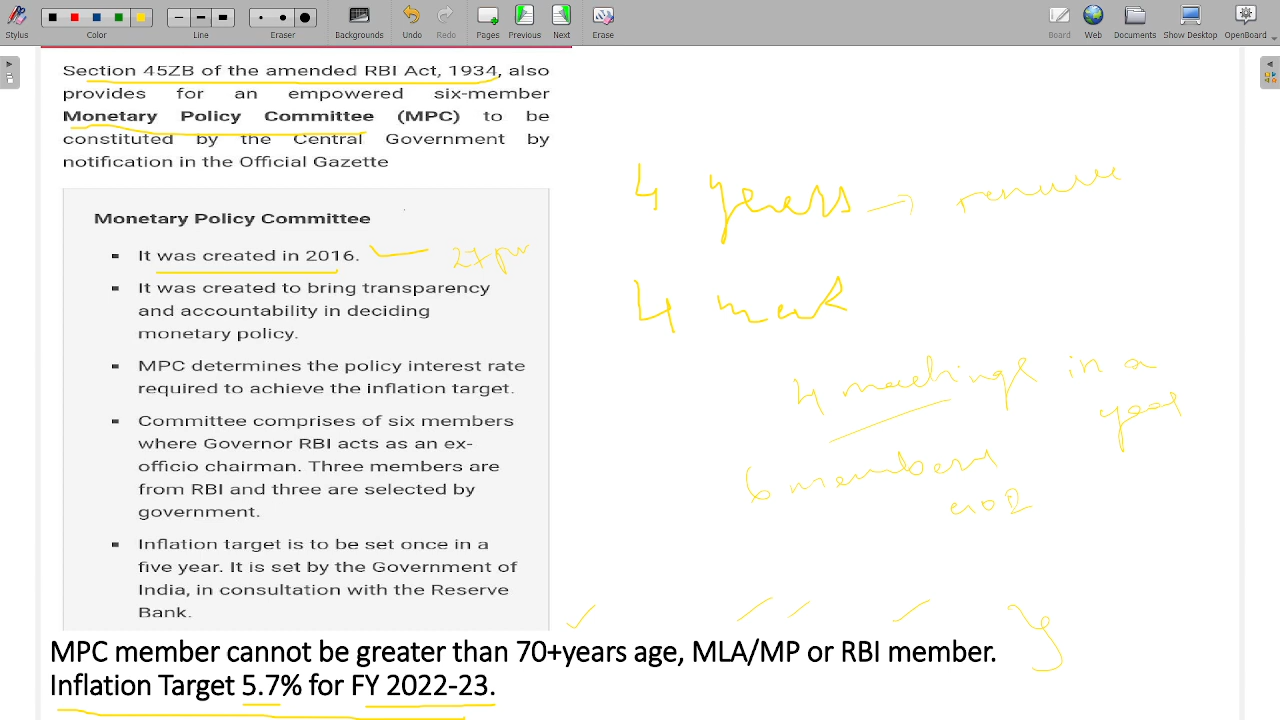 Stylus
Color
Line
Eraser
Backgrounds
Undo
Redo
Pages
Previous
Next
Erase
Board
Web
Documents
Show Desktop
OpenBoard
Section 45ZB of the amended RBI Act, 1934, also
provides for an empowered six-member
Monetary Policy Committee (MPC) to be
constituted by the Central Government by
notification in the Official Gazette
Monetary Policy Committee
It was created in 2016.
It was created to bring transparency
and accountability in deciding
monetary policy.
MPC determines the policy interest rate
required to achieve the inflation target.
Committee comprises of six members
where Governor RBI acts as an ex-
officio chairman. Three members are
from RBI and three are selected by
government.
Inflation target is to be set once in a
five year. It is set by the Government of
India, in consultation with the Reserve
Bank.
4 years →
4
4 in a
year
6 members
MPC member cannot be greater than 70+years age, MLA/MP or RBI member.
Inflation Target 5.7% for FY 2022-23.